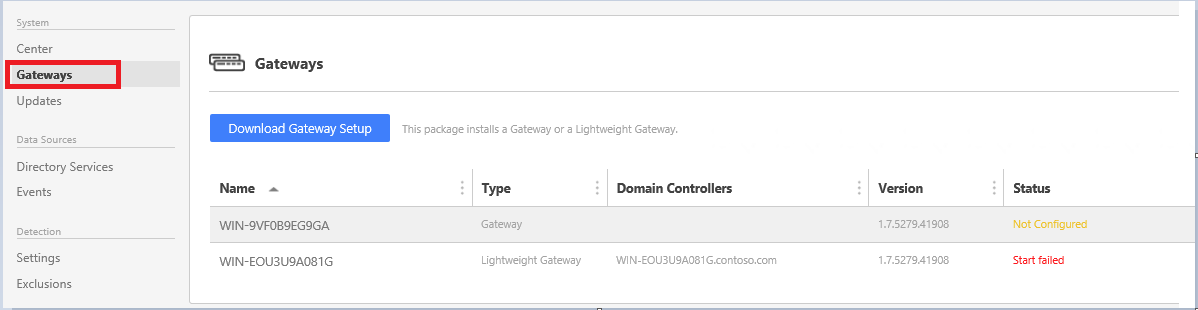 System
Center
Gateways
Updates
Data Sources
Directory Services
Events
Detection
Settings
Exclusions
Gateways
Download Gateway Setup This package installs a Gateway or a Lightweight Gateway.
Name Type Domain Controllers Version Status
WIN-9VF0B9EG9GA Gateway 1.7.5279.41908 Not Configured
WIN-EOU3U9A081G Lightweight Gateway WIN-EOU3U9A081G.contoso.com 1.7.5279.41908 Start failed